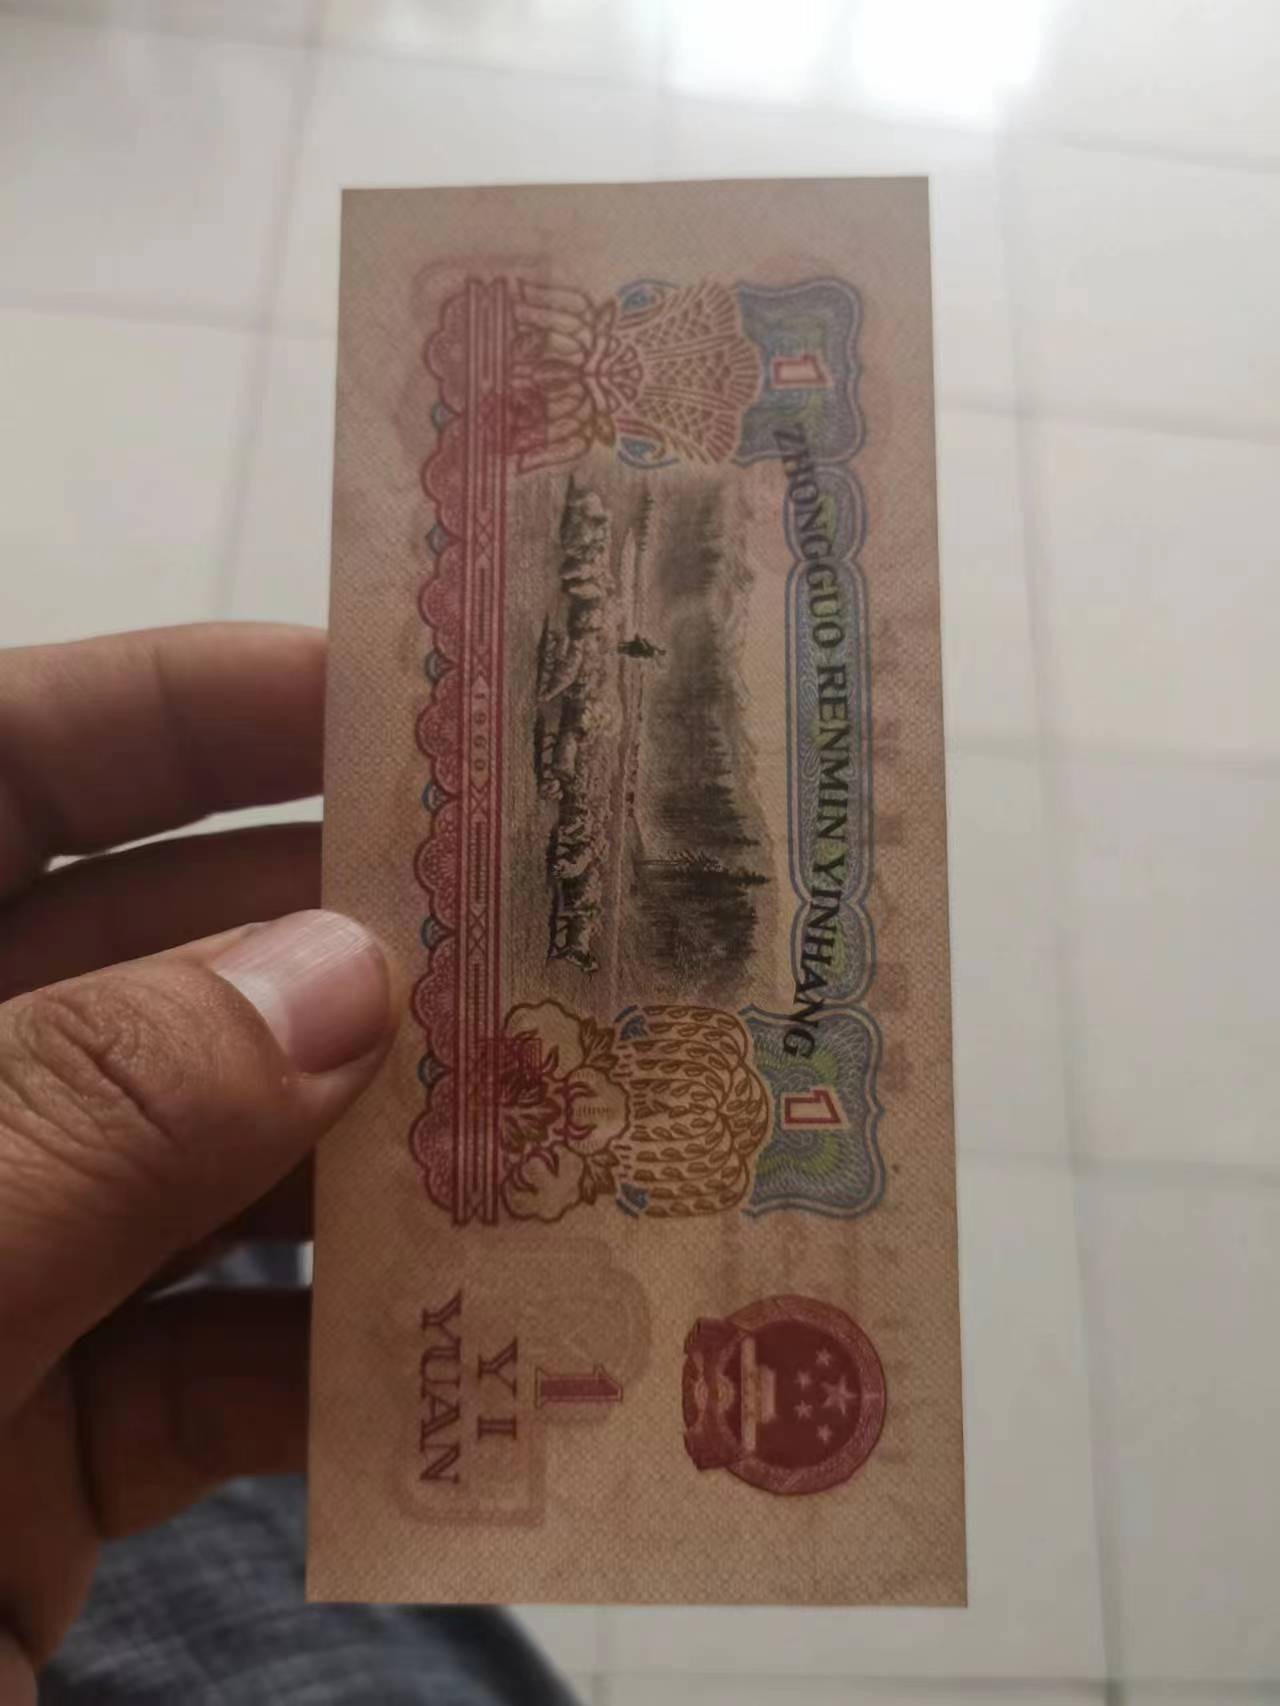 ZHONGGUO RENMIN YINHANG
1
1
1960
1
YI
YUAN